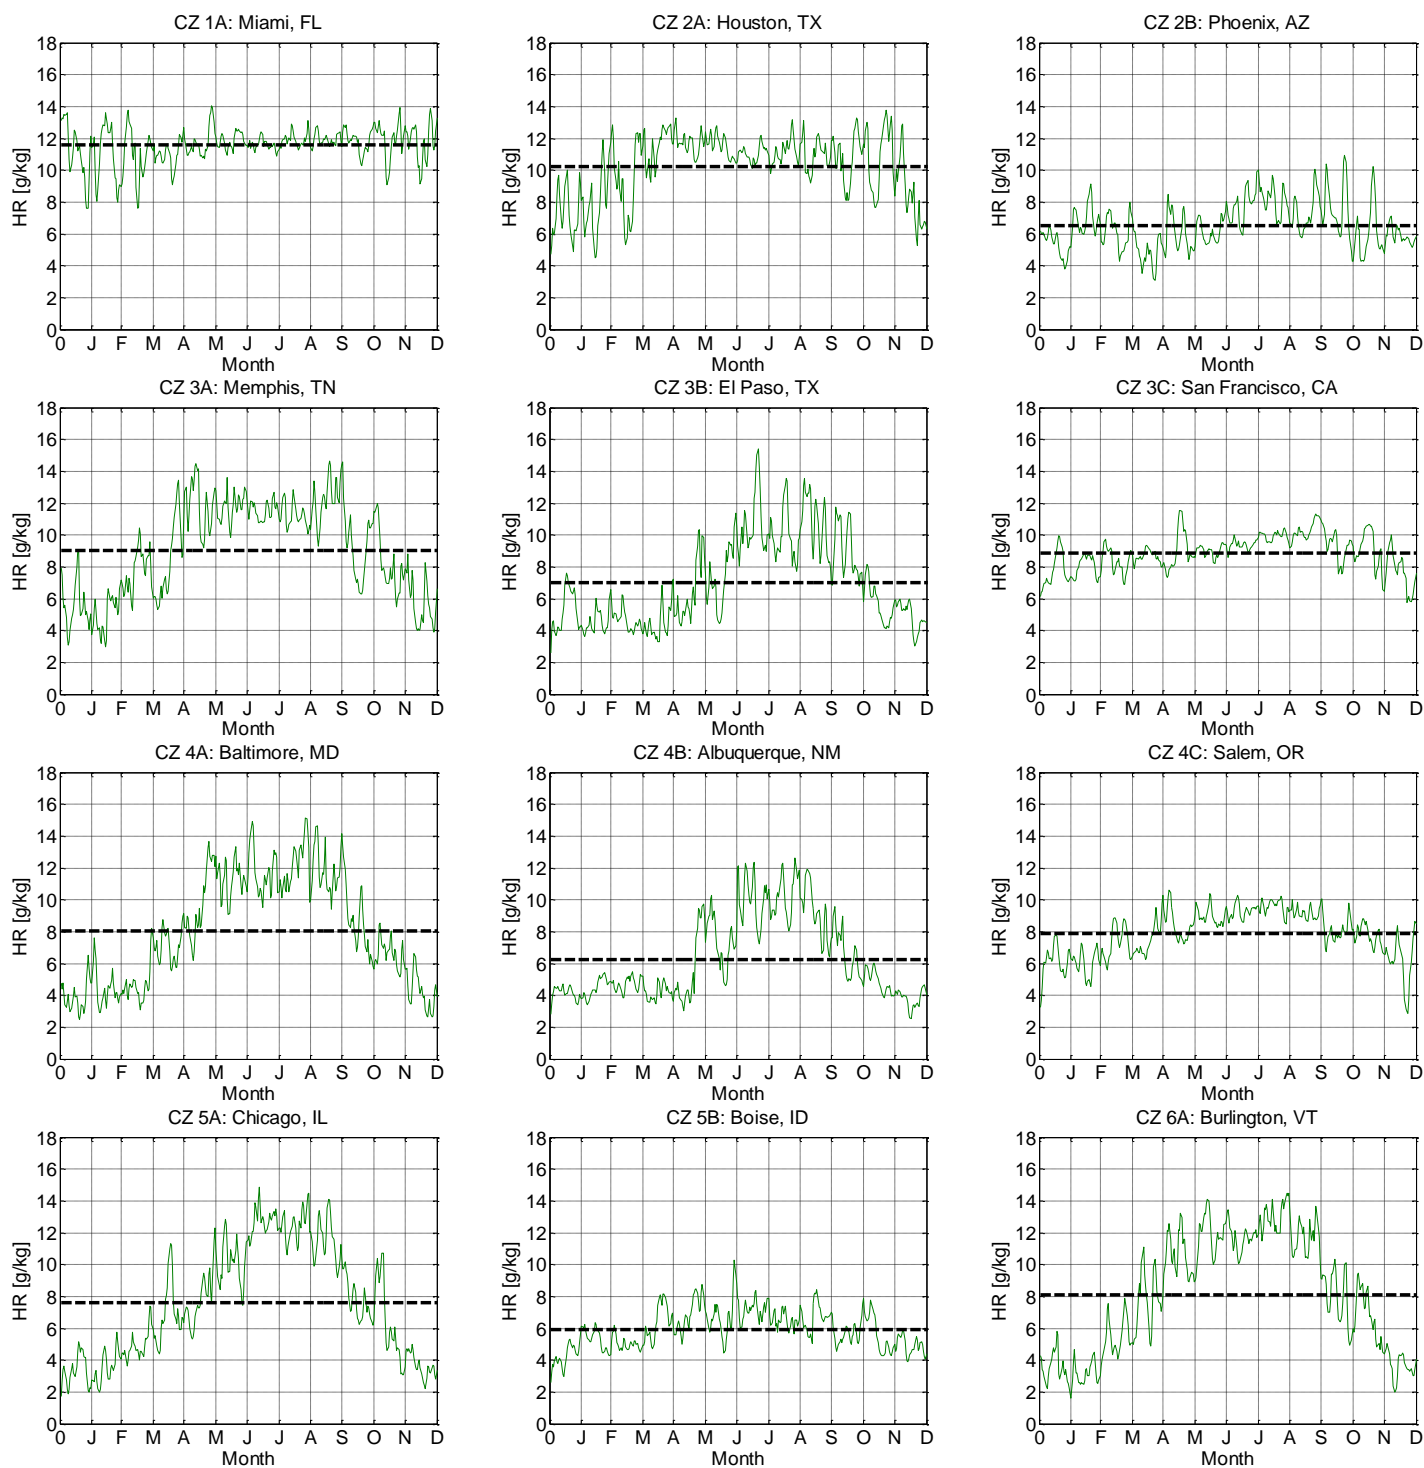 CZ 1A: Miami, FL
HR [g/kg]
18
16
14
12
10
8
6
4
2
0
0 J F M A M J J A S O N D
Month
CZ 2A: Houston, TX
HR [g/kg]
18
16
14
12
10
8
6
4
2
0
0 J F M A M J J A S O N D
Month
CZ 2B: Phoenix, AZ
HR [g/kg]
18
16
14
12
10
8
6
4
2
0
0 J F M A M J J A S O N D
Month
CZ 3A: Memphis, TN
HR [g/kg]
18
16
14
12
10
8
6
4
2
0
0 J F M A M J J A S O N D
Month
CZ 3B: El Paso, TX
HR [g/kg]
18
16
14
12
10
8
6
4
2
0
0 J F M A M J J A S O N D
Month
CZ 3C: San Francisco, CA
HR [g/kg]
18
16
14
12
10
8
6
4
2
0
0 J F M A M J J A S O N D
Month
CZ 4A: Baltimore, MD
HR [g/kg]
18
16
14
12
10
8
6
4
2
0
0 J F M A M J J A S O N D
Month
CZ 4B: Albuquerque, NM
HR [g/kg]
18
16
14
12
10
8
6
4
2
0
0 J F M A M J J A S O N D
Month
CZ 4C: Salem, OR
HR [g/kg]
18
16
14
12
10
8
6
4
2
0
0 J F M A M J J A S O N D
Month
CZ 5A: Chicago, IL
HR [g/kg]
18
16
14
12
10
8
6
4
2
0
0 J F M A M J J A S O N D
Month
CZ 5B: Boise, ID
HR [g/kg]
18
16
14
12
10
8
6
4
2
0
0 J F M A M J J A S O N D
Month
CZ 6A: Burlington, VT
HR [g/kg]
18
16
14
12
10
8
6
4
2
0
0 J F M A M J J A S O N D
Month